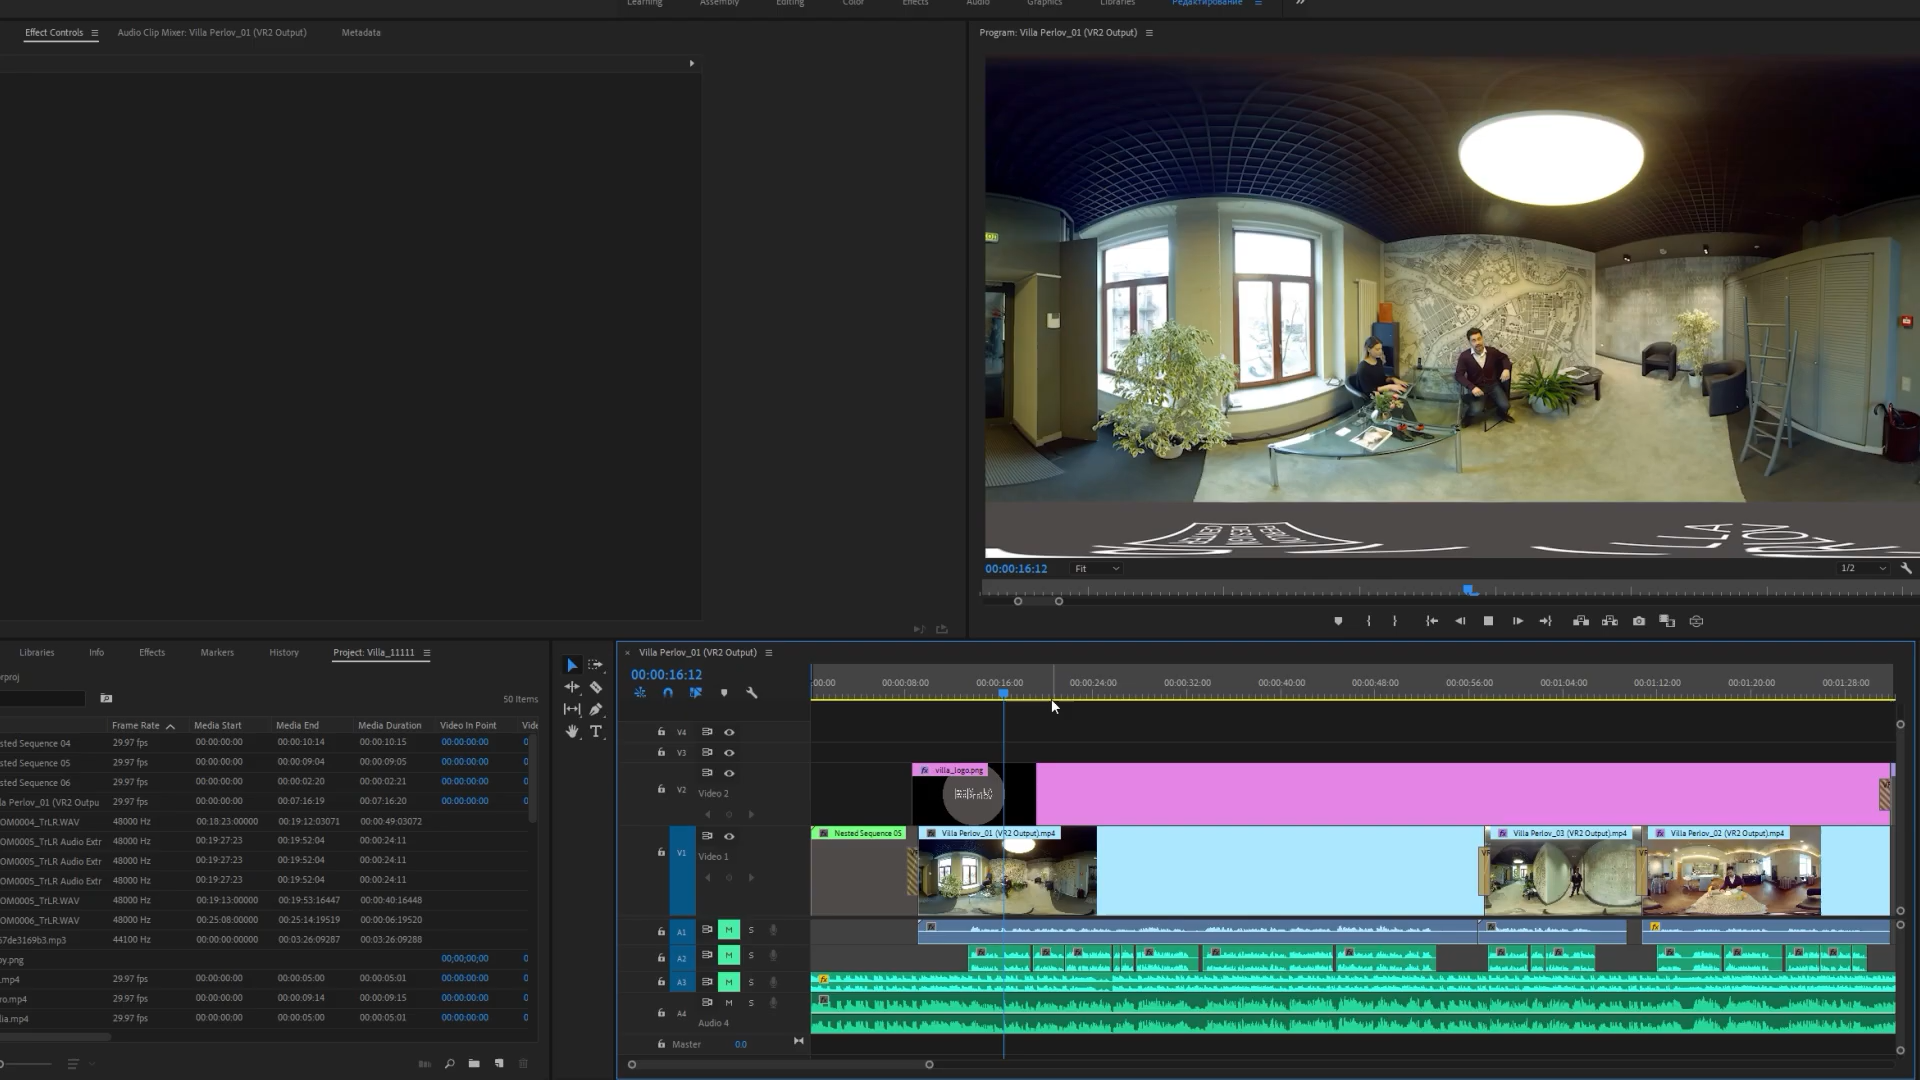 Learning Assembly Editing Color Effects Audio Graphics Libraries Редактирование
Effect Controls Audio Clip Mixer: Villa Perlov_01 (VR2 Output) Metadata
Program: Villa Perlov_01 (VR2 Output)
PERLOV
DESIGN
CENTER
00:00:16:12 Fit 1/2
Libraries Info Effects Markers History Project: Villa_11111
rproj
50 Items
Frame Rate Media Start Media End Media Duration Video In Point Vide
sted Sequence 04 29.97 fps 00:00:00:00 00:00:10:14 00:00:10:15 00:00:00:00 0
sted Sequence 05 29.97 fps 00:00:00:00 00:00:09:04 00:00:09:05 00:00:00:00 0
sted Sequence 06 29.97 fps 00:00:00:00 00:00:02:20 00:00:02:21 00:00:00:00 0
la Perlov_01 (VR2 Outpu 29.97 fps 00:00:00:00 00:07:16:19 00:07:16:20 00:00:00:00 0
OM0004_TrLR.WAV 48000 Hz 00:18:23:00000 00:19:12:03071 00:00:49:03072
OM0005_TrLR Audio Extr 48000 Hz 00:19:27:23 00:19:52:04 00:00:24:11
OM0005_TrLR Audio Extr 48000 Hz 00:19:27:23 00:19:52:04 00:00:24:11
OM0005_TrLR Audio Extr 48000 Hz 00:19:27:23 00:19:52:04 00:00:24:11
OM0005_TrLR.WAV 48000 Hz 00:19:13:00000 00:19:53:16447 00:00:40:16448
OM0006_TrLR.WAV 48000 Hz 00:25:08:00000 00:25:14:19519 00:00:06:19520
57de3169b3.mp3 44100 Hz 00:00:00:00000 00:03:26:09287 00:03:26:09288
oy.png 00;00;00;00 0
.mp4 29.97 fps 00:00:00:00 00:00:05:00 00:00:05:01 00:00:00:00 0
ro.mp4 29.97 fps 00:00:00:00 00:00:09:14 00:00:09:15 00:00:00:00 0
lia.mp4 29.97 fps 00:00:00:00 00:00:05:00 00:00:05:01 00:00:00:00 0
Villa Perlov_01 (VR2 Output)
00:00:16:12
:00:00 00:00:08:00 00:00:16:00 00:00:24:00 00:00:32:00 00:00:40:00 00:00:48:00 00:00:56:00 00:01:04:00 00:01:12:00 00:01:20:00 00:01:28:00
V4
V3
villa_logo.png
V2 Video 2
Nested Sequence 05 Villa Perlov_01 (VR2 Output).mp4 Villa Perlov_03 (VR2 Output).mp4 Villa Perlov_02 (VR2 Output).mp4
V1 Video 1
A1 M S
A2 M S
A3 M S
A4 M S
Audio 4
Master 0.0